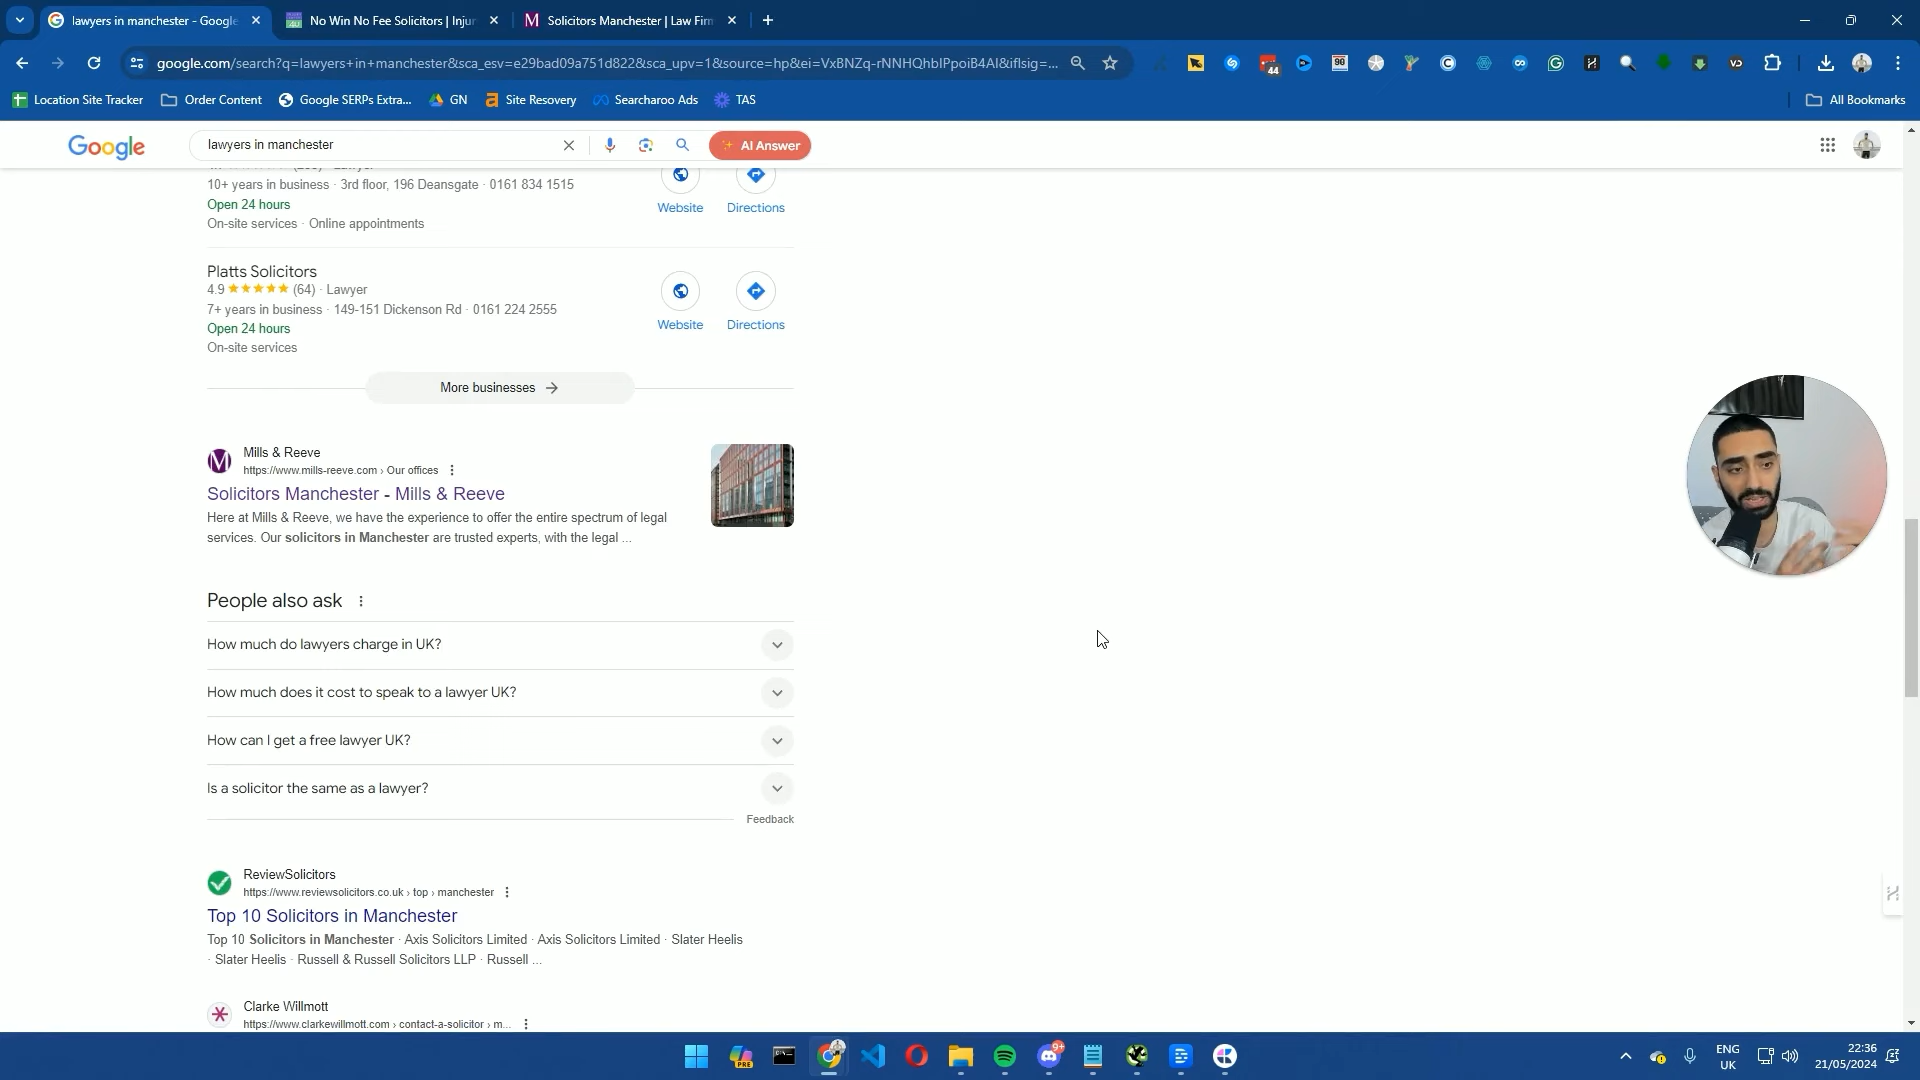 lawyers in manchester - Google
No Win No Fee Solicitors | Injur
Solicitors Manchester | Law Firm
google.com/search?q=lawyers+in+manchester&sca_esv=e29bad09a751d822&sca_upv=1&source=hp&ei=VxBNZq-rNNHQhbIPpoiB4AI&iflsig=...
44
90
Location Site Tracker
Order Content
Google SERPs Extra...
GN
Site Recovery
Searcharoo Ads
TAS
All Bookmarks
Google
lawyers in manchester
AI Answer
10+ years in business · 3rd floor, 196 Deansgate · 0161 834 1515
Open 24 hours
On-site services · Online appointments
Website
Directions
Platts Solicitors
4.9 ★★★★★ (64) · Lawyer
7+ years in business · 149-151 Dickenson Rd · 0161 224 2555
Open 24 hours
On-site services
Website
Directions
More businesses
Mills & Reeve
https://www.mills-reeve.com › Our offices
Solicitors Manchester - Mills & Reeve
Here at Mills & Reeve, we have the experience to offer the entire spectrum of legal
services. Our solicitors in Manchester are trusted experts, with the legal ...
People also ask
How much do lawyers charge in UK?
How much does it cost to speak to a lawyer UK?
How can I get a free lawyer UK?
Is a solicitor the same as a lawyer?
Feedback
ReviewSolicitors
https://www.reviewsolicitors.co.uk › top › manchester
Top 10 Solicitors in Manchester
Top 10 Solicitors in Manchester · Axis Solicitors Limited · Axis Solicitors Limited · Slater Heelis
· Slater Heelis · Russell & Russell Solicitors LLP · Russell ...
Clarke Willmott
https://www.clarkewillmott.com › contact-a-solicitor › m...
PRE
9+
ENG
UK
22:36
21/05/2024